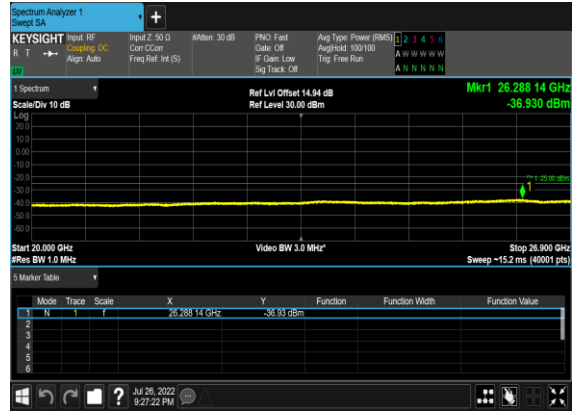 Spectrum Analyzer 1
Swept SA
+
KEYSIGHT
R T
Input: RF
Coupling: DC
Align: Auto
Input Z: 50 Ω
Corr CCorr
Freq Ref: Int (S)
#Atten: 30 dB
PNO: Fast
Gate: Off
IF Gain: Low
Sig Track: Off
Avg Type: Power (RMS)
Avg|Hold: 100/100
Trig: Free Run
1 2 3 4 5 6
A W W W W W
A N N N N N
1 Spectrum
Scale/Div 10 dB
Ref Lvl Offset 14.94 dB
Ref Level 30.00 dBm
Mkr1 26.288 14 GHz
-36.930 dBm
Log
20.0
10.0
0.00
-10.0
-20.0
-30.0
-40.0
-50.0
-60.0
1
Start 20.000 GHz
#Res BW 1.0 MHz
Video BW 3.0 MHz*
Stop 26.900 GHz
Sweep ~15.2 ms (40001 pts)
5 Marker Table
Mode Trace Scale X Y Function Function Width Function Value
1 N 1 f 26.288 14 GHz -36.93 dBm
2
3
4
5
6
?
Jul 26, 2022
9:27:22 PM